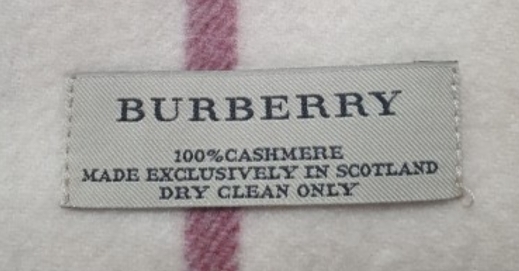 BURBERRY
100%CASHMERE
MADE EXCLUSIVELY IN SCOTLAND
DRY CLEAN ONLY